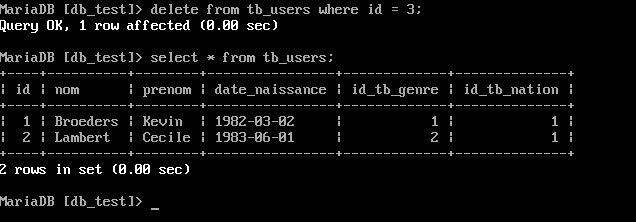 MariaDB [db_test]> delete from tb_users where id = 3;
Query OK, 1 row affected (0.00 sec)
MariaDB [db_test]> select * from tb_users;
+----+----------+--------+----------------+-------------+--------------+
| id | nom      | prenom | date_naissance | id_tb_genre | id_tb_nation |
+----+----------+--------+----------------+-------------+--------------+
|  1 | Broeders | Kevin  | 1982-03-02     |           1 |            1 |
|  2 | Lambert  | Cecile | 1983-06-01     |           2 |            1 |
+----+----------+--------+----------------+-------------+--------------+
2 rows in set (0.00 sec)
MariaDB [db_test]> _